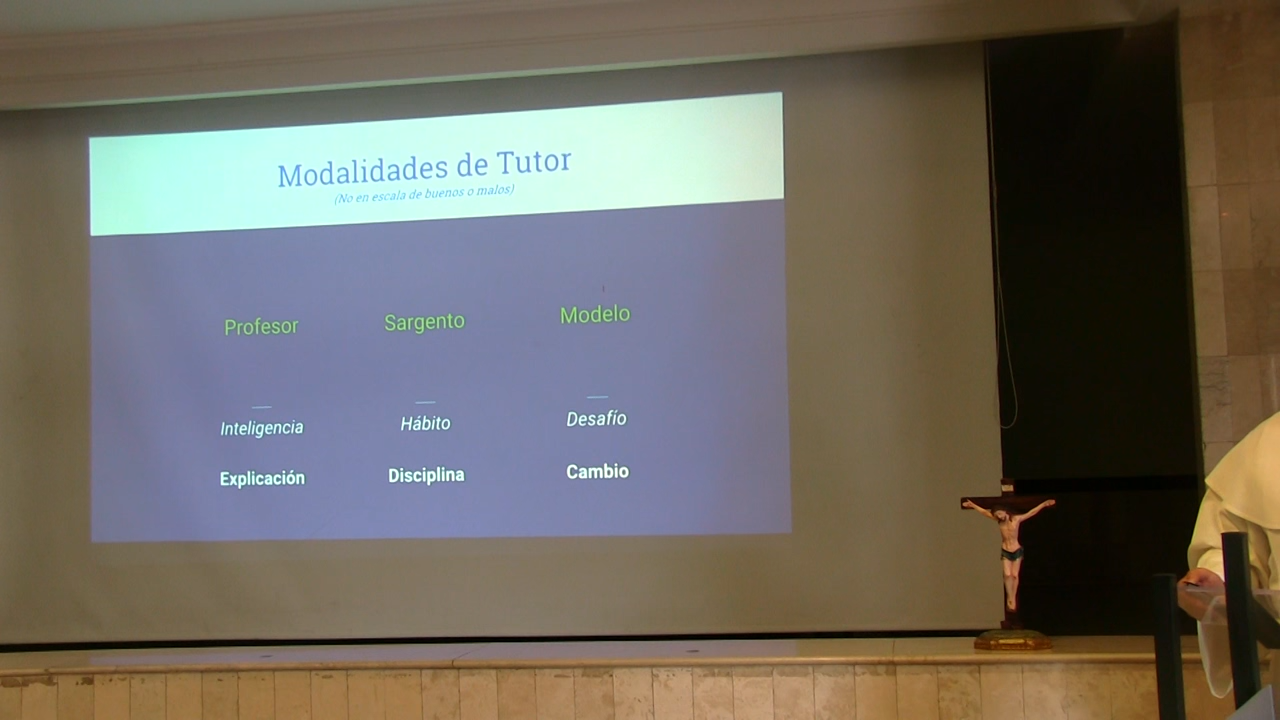 Modalidades de Tutor
(No en escala de buenos o malos)
Profesor Sargento Modelo
Inteligencia Hábito Desafío
Explicación Disciplina Cambio